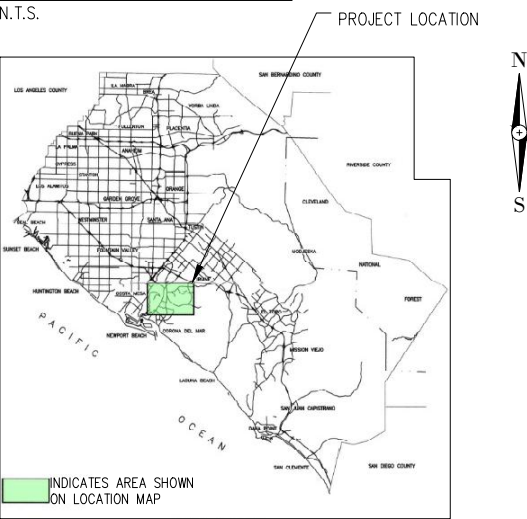 N.T.S.
PROJECT LOCATION
N
S
SAN BERNARDINO COUNTY
LOS ANGELES COUNTY
LA HABRA
BREA
YORBA LINDA
FULLERTON
PLACENTIA
BUENA PARK
LA PALMA
ANAHEIM
CYPRESS
STANTON
RIVERSIDE COUNTY
LOS ALAMITOS
ORANGE
GARDEN GROVE
CLEVELAND
WESTMINSTER
SANTA ANA
SEAL BEACH
TUSTIN
SUNSET BEACH
FOUNTAIN VALLEY
MODJESKA
NATIONAL
IRVINE
HUNTINGTON BEACH
COSTA MESA
FOREST
EL TORO
PACIFIC
NEWPORT BEACH
CORONA DEL MAR
MISSION VIEJO
LAGUNA BEACH
SAN JUAN CAPISTRANO
OCEAN
DANA POINT
SAN CLEMENTE
SAN DIEGO COUNTY
INDICATES AREA SHOWN
ON LOCATION MAP